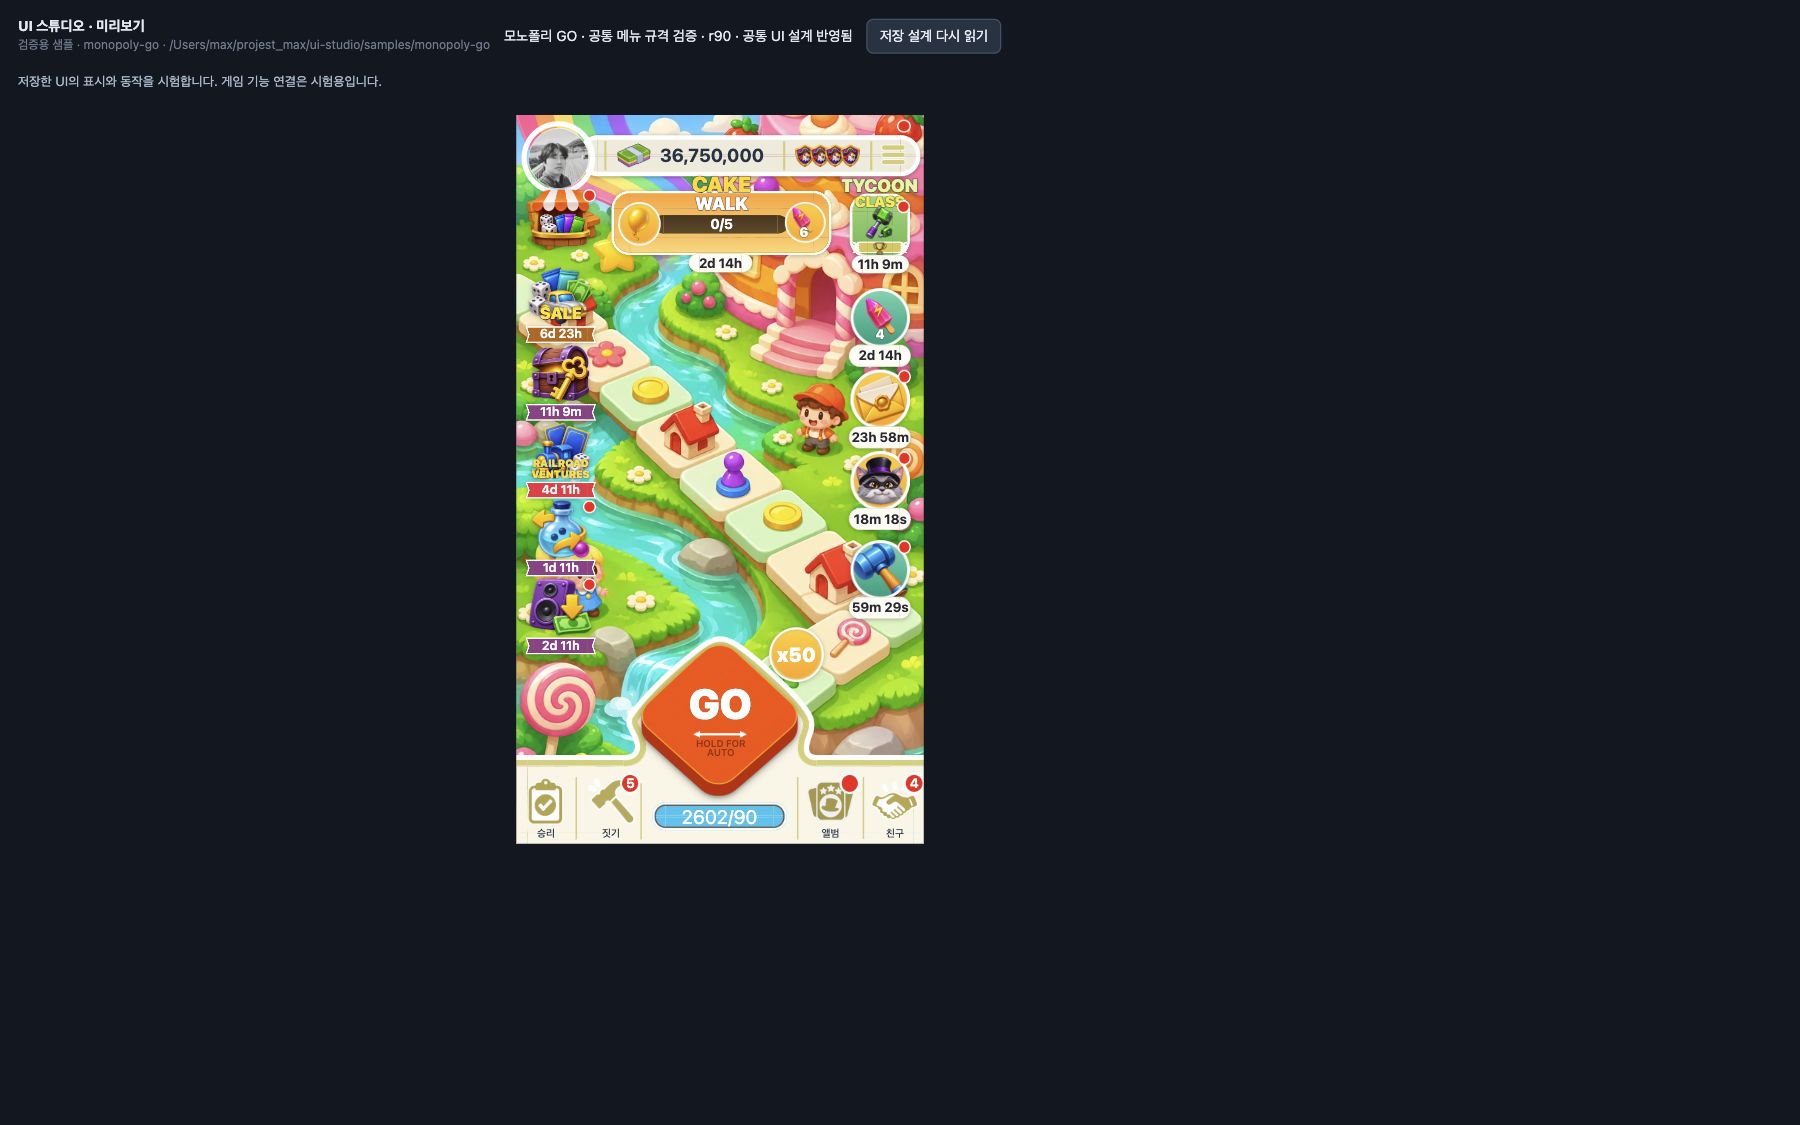 UI 스튜디오 · 미리보기
검증용 샘플 · monopoly-go · /Users/max/projest_max/ui-studio/samples/monopoly-go
모노폴리 GO · 공통 메뉴 규격 검증 · r90 · 공통 UI 설계 반영됨
저장 설계 다시 읽기
저장한 UI의 표시와 동작을 시험합니다. 게임 기능 연결은 시험용입니다.
36,750,000
CAKE
WALK
0/5
6
2d 14h
TYCOON
CLASS
11h 9m
SALE
6d 23h
4
2d 14h
11h 9m
23h 58m
RAILROAD
VENTURES
4d 11h
18m 18s
1d 11h
59m 29s
2d 11h
x50
GO
HOLD FOR
AUTO
5
4
2602/90
승리
짓기
앨범
친구